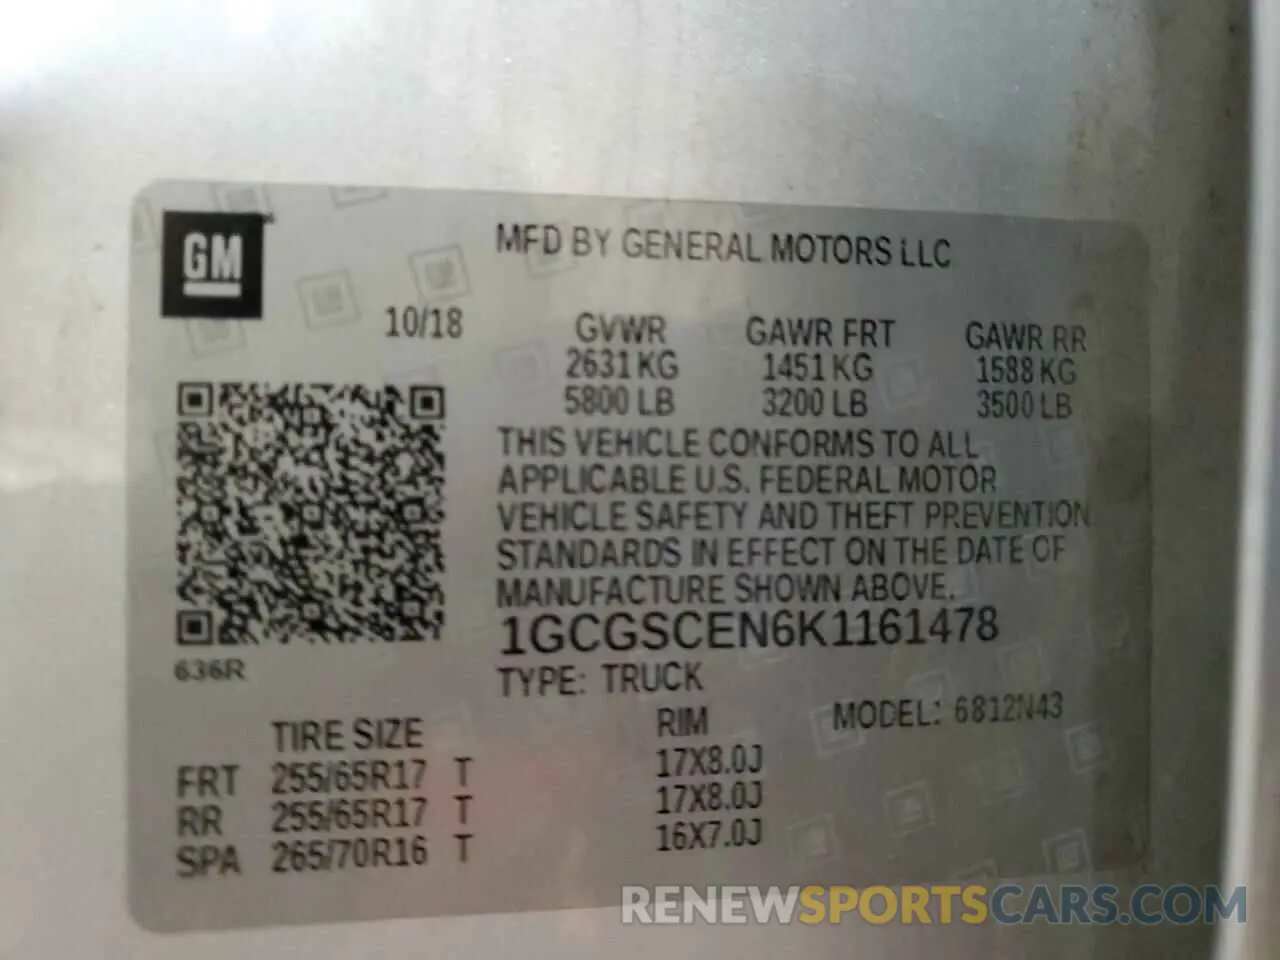 GM
MFD BY GENERAL MOTORS LLC
10/18
GVWR GAWR FRT GAWR RR
2631 KG 1451 KG 1588 KG
5800 LB 3200 LB 3500 LB
THIS VEHICLE CONFORMS TO ALL
APPLICABLE U.S. FEDERAL MOTOR
VEHICLE SAFETY AND THEFT PREVENTION
STANDARDS IN EFFECT ON THE DATE OF
MANUFACTURE SHOWN ABOVE.
1GCGSCEN6K1161478
636R
TYPE: TRUCK
TIRE SIZE RIM MODEL: 6812N43
FRT 255/65R17 T 17X8.0J
RR 255/65R17 T 17X8.0J
SPA 265/70R16 T 16X7.0J
RENEWSPORTSCARS.COM